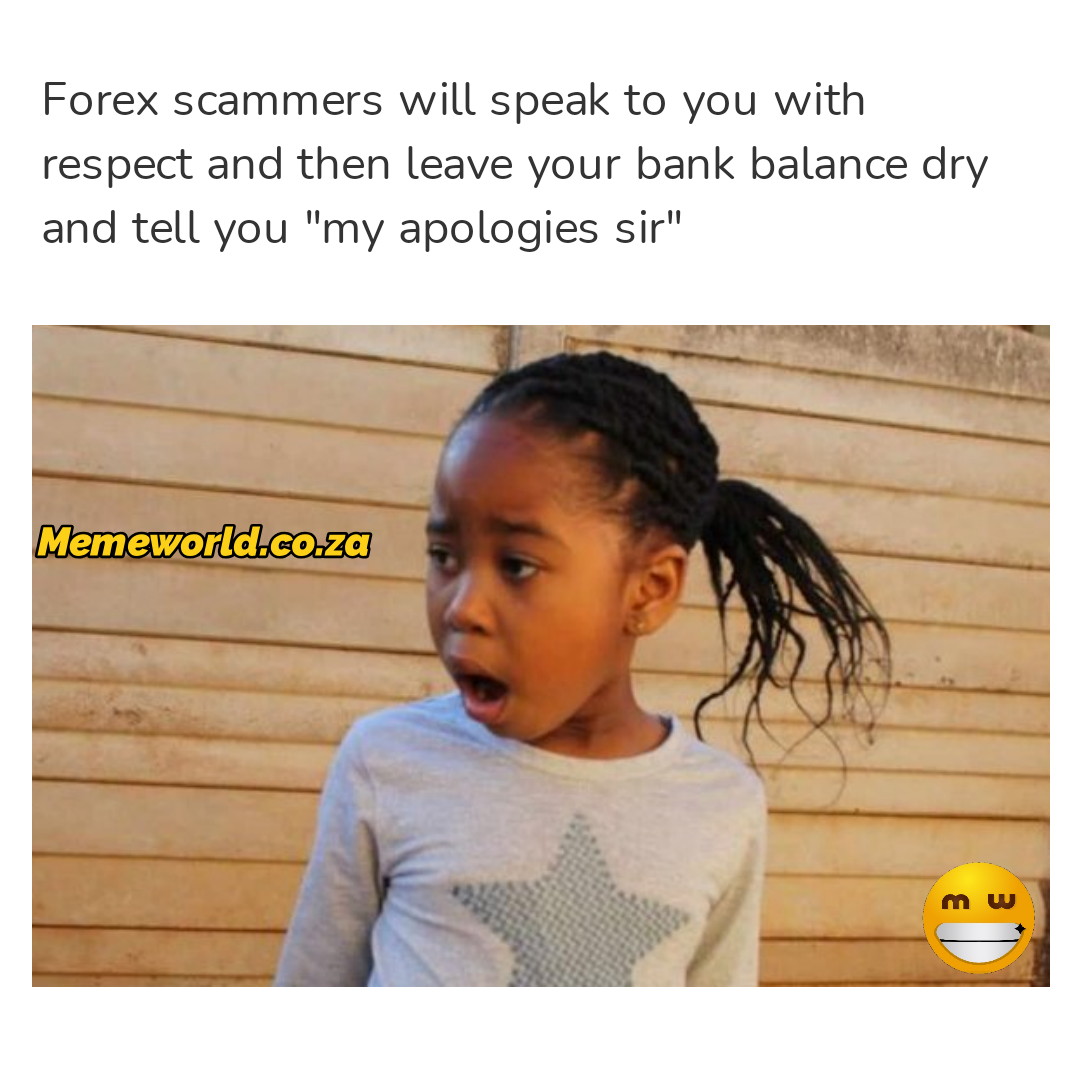 Forex scammers will speak to you with
respect and then leave your bank balance dry
and tell you "my apologies sir"
Memeworld.co.za
m w